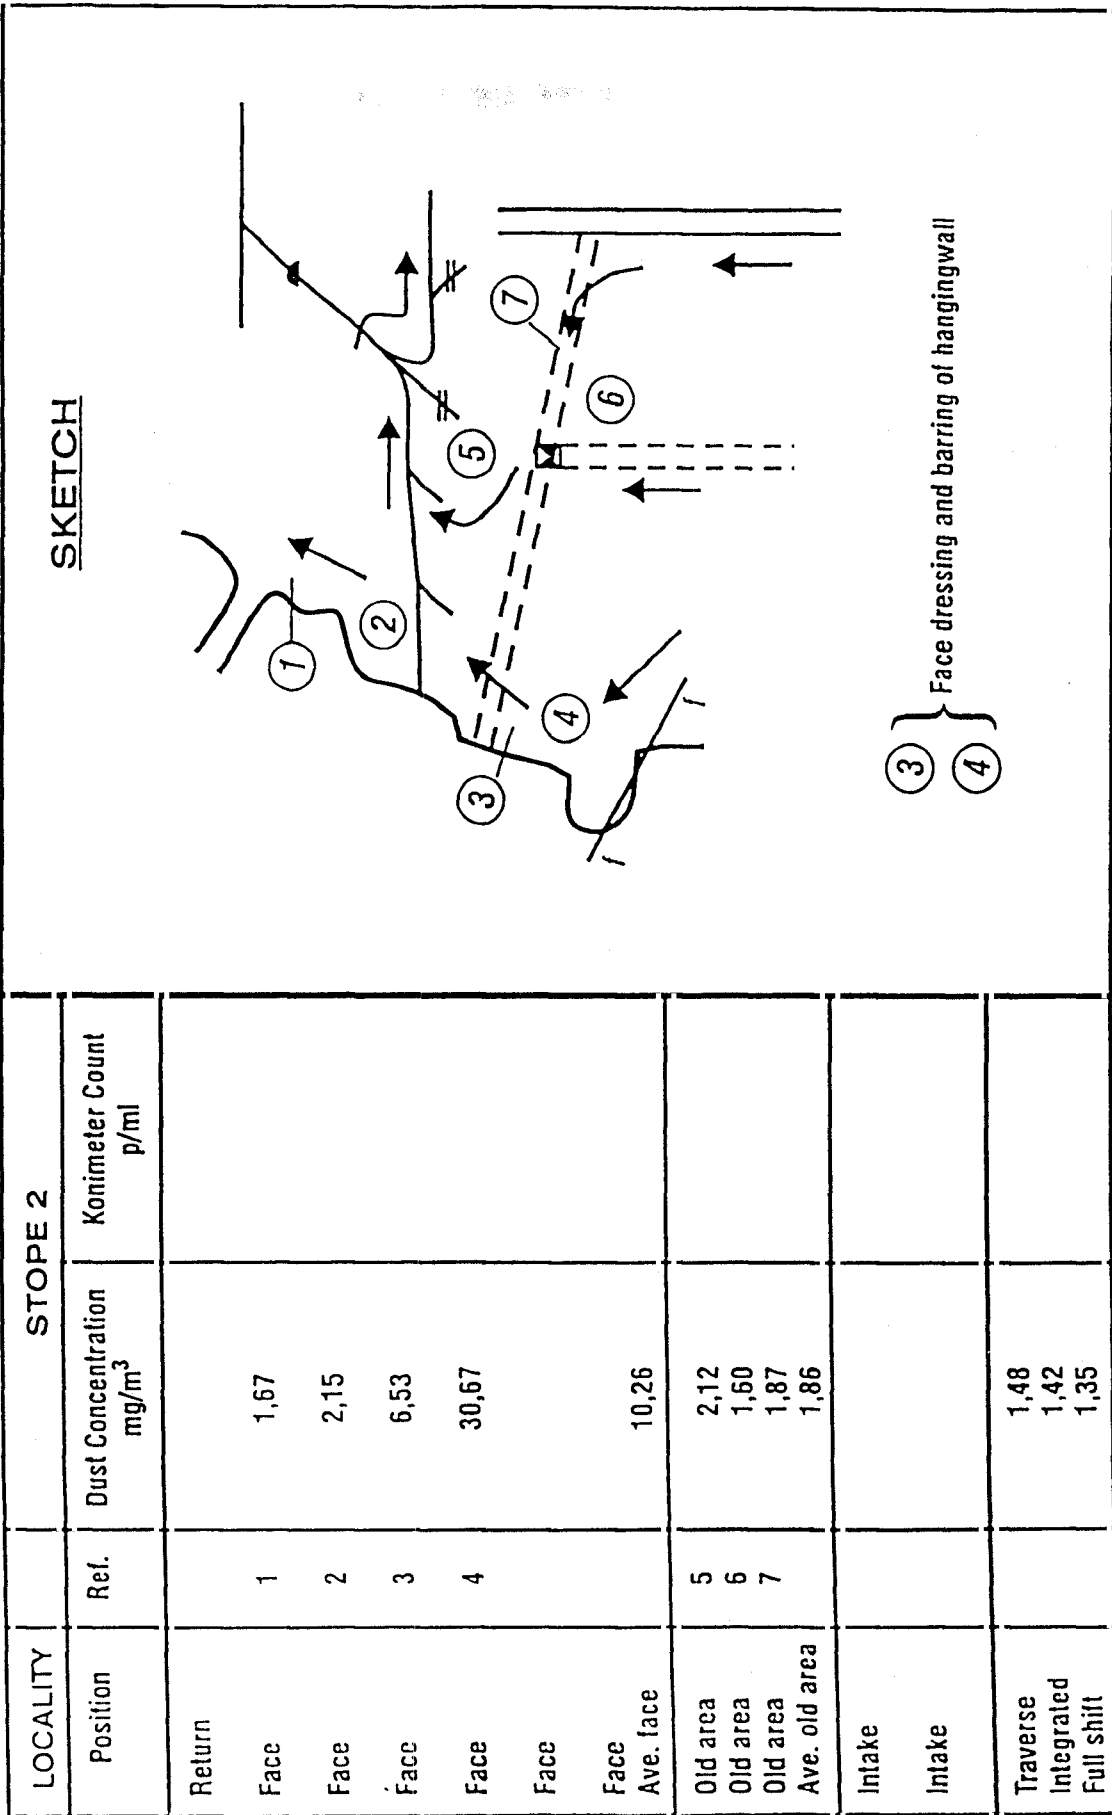 LOCALITY STOPE 2
Position Ref. Dust Concentration mg/m³ Konimeter Count p/ml
Return
Face 1 1,67
Face 2 2,15
Face 3 6,53
Face 4 30,67
Face
Face
Ave. face 10,26
Old area 5 2,12
Old area 6 1,60
Old area 7 1,87
Ave. old area 1,86
Intake
Intake
Traverse 1,48
Integrated 1,42
Full shift 1,35
SKETCH
1
2
3
4
5
6
7
f
f
3
4
Face dressing and barring of hangingwall